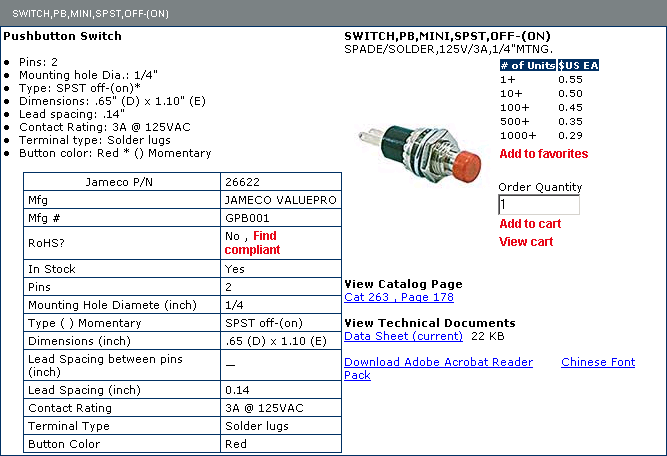 SWITCH,PB,MINI,SPST,OFF-(ON)
Pushbutton Switch
● Pins: 2
● Mounting hole Dia.: 1/4"
● Type: SPST off-(on)*
● Dimensions: .65" (D) x 1.10" (E)
● Lead spacing: .14"
● Contact Rating: 3A @ 125VAC
● Terminal type: Solder lugs
● Button color: Red * () Momentary
Jameco P/N 26622
Mfg JAMECO VALUEPRO
Mfg # GPB001
RoHS? No , Find
compliant
In Stock Yes
Pins 2
Mounting Hole Diamete (inch) 1/4
Type ( ) Momentary SPST off-(on)
Dimensions (inch) .65 (D) x 1.10 (E)
Lead Spacing between pins
(inch) —
Lead Spacing (inch) 0.14
Contact Rating 3A @ 125VAC
Terminal Type Solder lugs
Button Color Red
SWITCH,PB,MINI,SPST,OFF-(ON)
SPADE/SOLDER,125V/3A,1/4"MTNG.
# of Units $US EA
1+ 0.55
10+ 0.50
100+ 0.45
500+ 0.35
1000+ 0.29
Add to favorites
Order Quantity
1
Add to cart
View cart
View Catalog Page
Cat 263 , Page 178
View Technical Documents
Data Sheet (current) 22 KB
Download Adobe Acrobat Reader Chinese Font
Pack